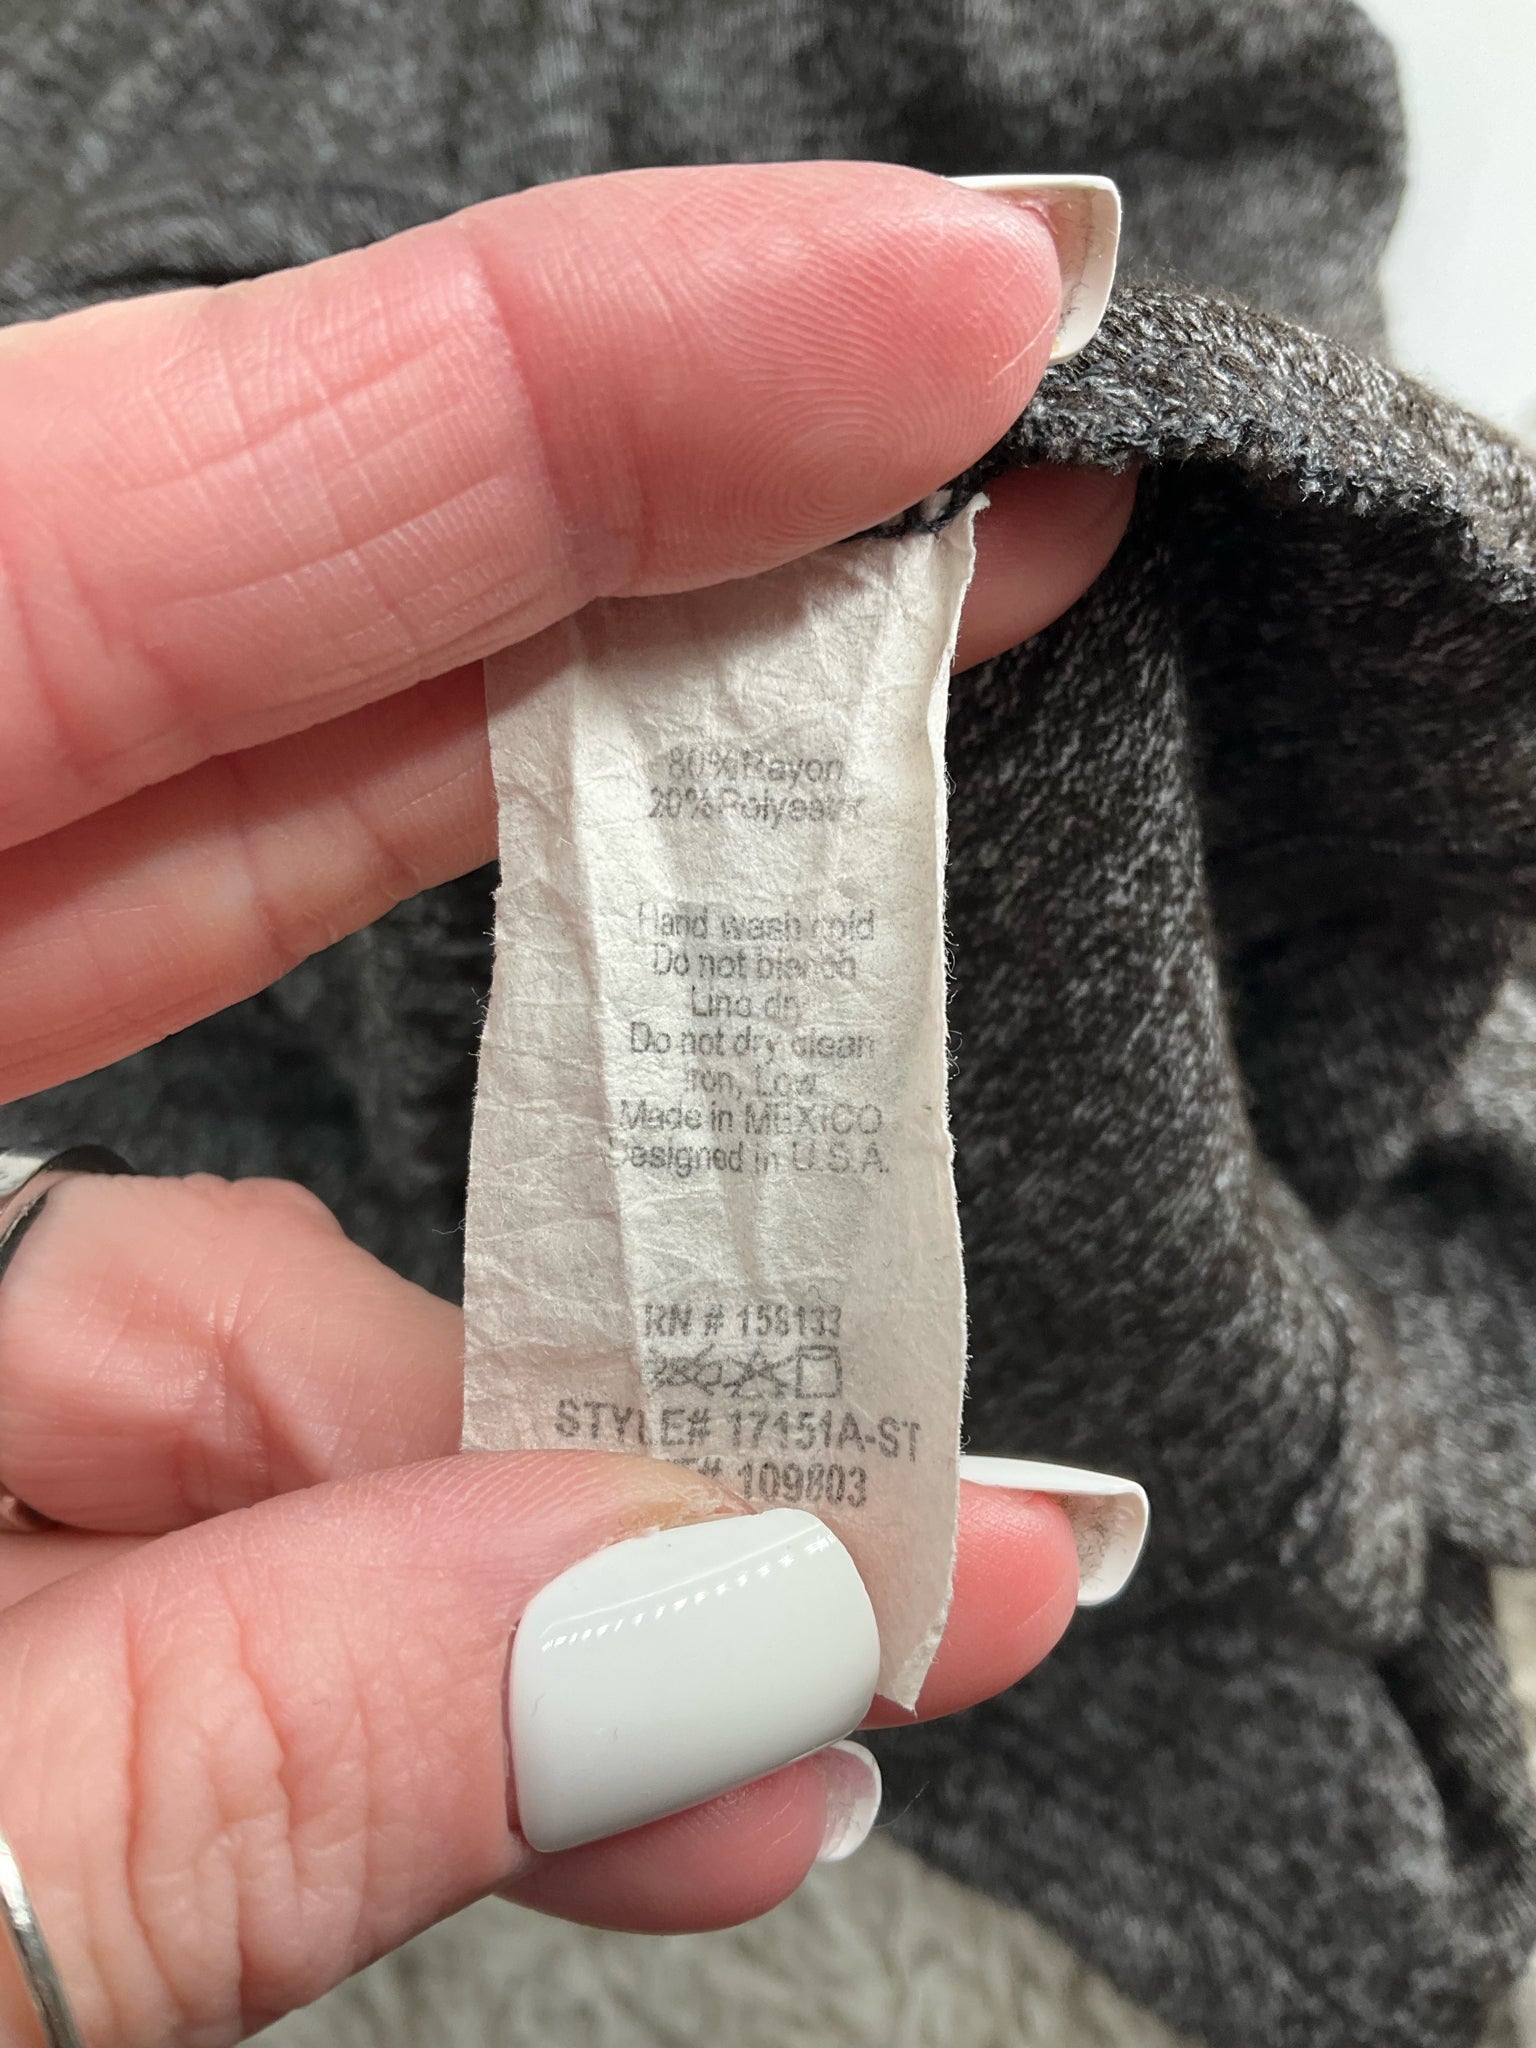 80%Rayon
20%Polyester
Hand wash cold
Do not bleach
Line dry
Do not dry clean
Iron, Low
Made in MEXICO
Designed in U.S.A.
RN # 158133
STYLE# 17151A-ST
109803